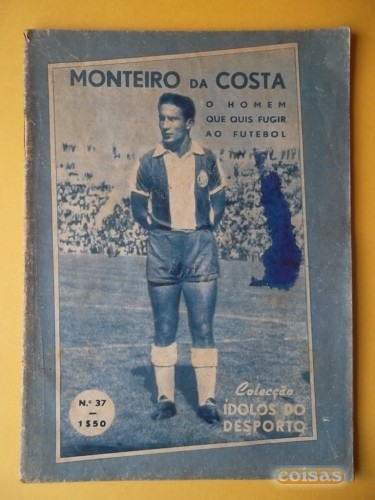 MONTEIRO DA COSTA
O HOMEM
QUE QUIS FUGIR
AO FUTEBOL
Colecção
ÍDOLOS DO
DESPORTO
N.º 37
1$50
coisas